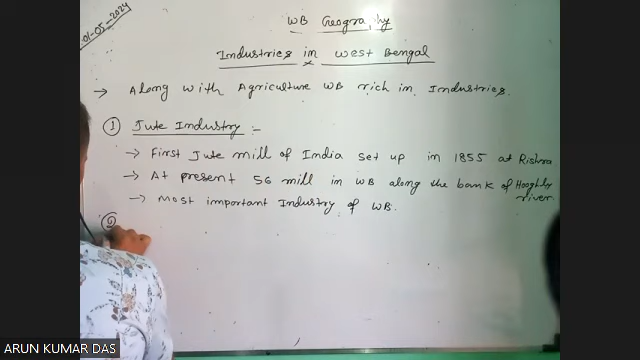 01-05-2024
WB Geography
Industries in West Bengal
→ Along with Agriculture WB rich in Industries.
① Jute Industry :-
→ First Jute mill of India set up in 1855 at Rishra
→ At present 56 mill in WB along the bank of Hooghly river.
→ Most important Industry of WB.
②
ARUN KUMAR DAS